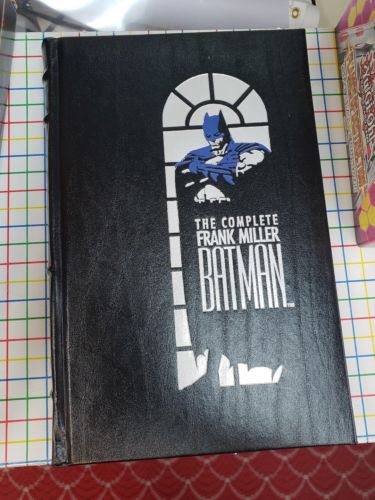 THE COMPLETE
FRANK MILLER
BATMAN